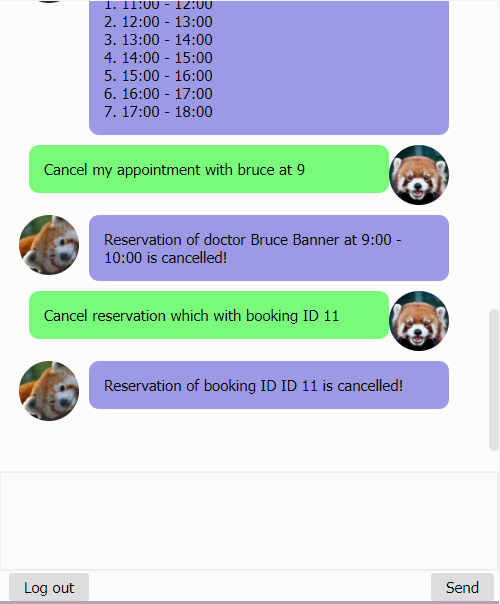 1. 11:00 - 12:00
2. 12:00 - 13:00
3. 13:00 - 14:00
4. 14:00 - 15:00
5. 15:00 - 16:00
6. 16:00 - 17:00
7. 17:00 - 18:00
Cancel my appointment with bruce at 9
Reservation of doctor Bruce Banner at 9:00 -
10:00 is cancelled!
Cancel reservation which with booking ID 11
Reservation of booking ID ID 11 is cancelled!
Log out
Send